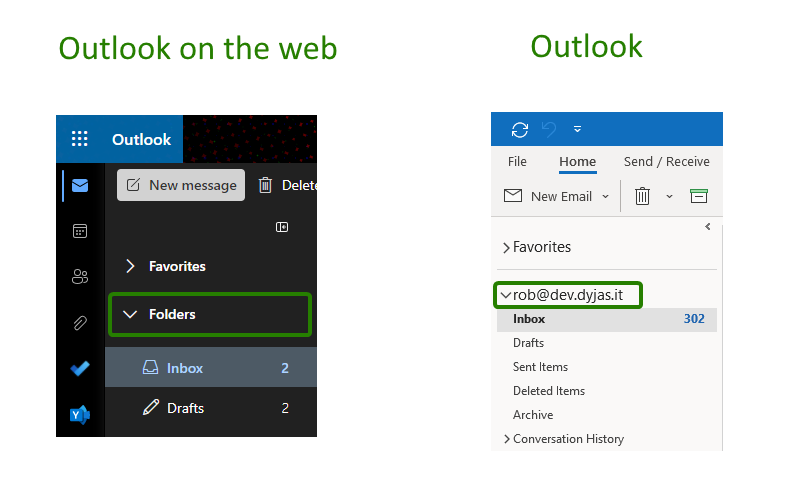 Outlook on the web
Outlook
Outlook
New message
Delete
Favorites
Folders
Inbox 2
Drafts 2
File Home Send / Receive
New Email
Favorites
rob@dev.dyjas.it
Inbox 302
Drafts
Sent Items
Deleted Items
Archive
Conversation History